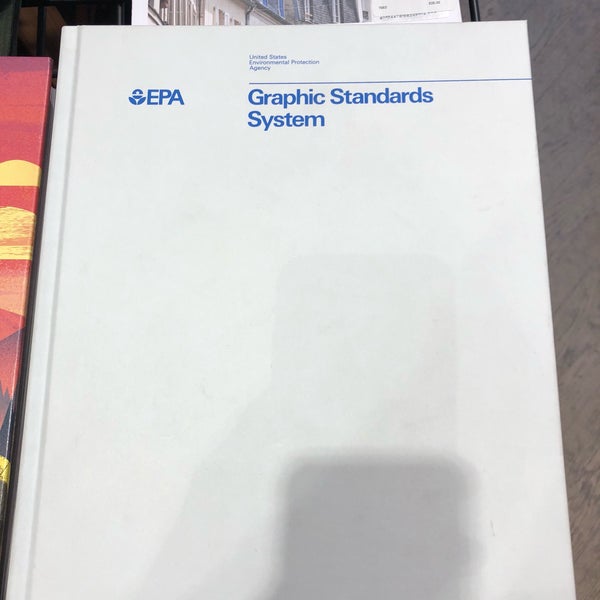 United States
Environmental Protection
Agency
EPA
Graphic Standards
System